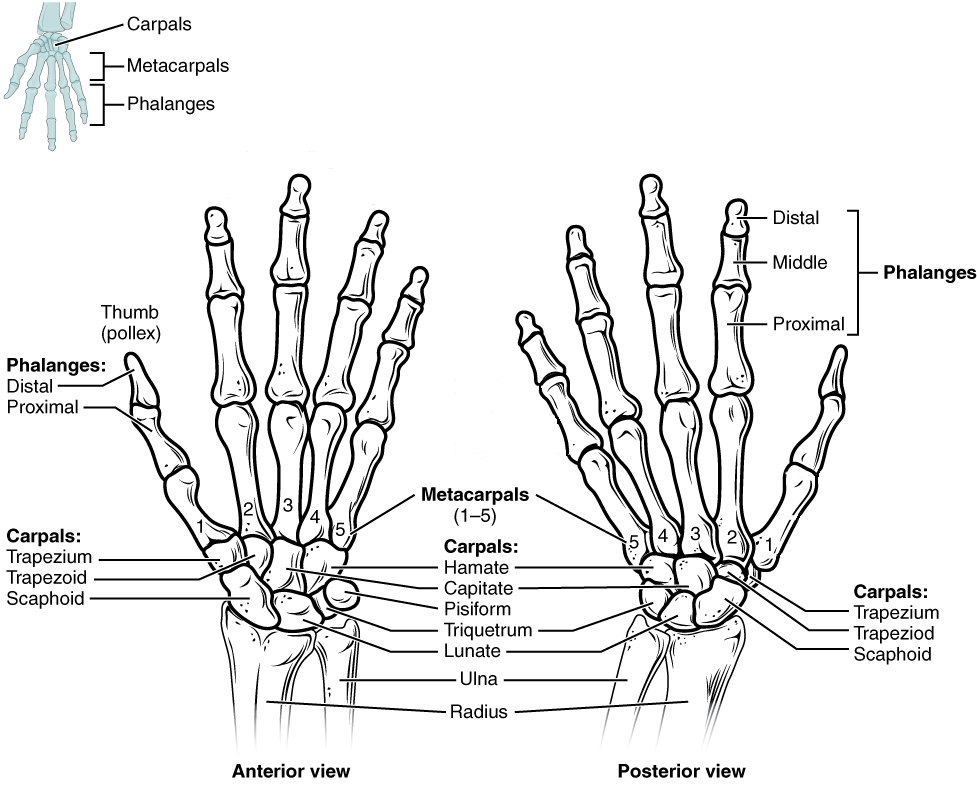 Carpals
Metacarpals
Phalanges
Distal
Middle
Phalanges
Proximal
Thumb
(pollex)
Phalanges:
Distal
Proximal
1
2
3
4
5
Metacarpals
(1–5)
5
4
3
2
1
Carpals:
Trapezium
Trapezoid
Scaphoid
Carpals:
Hamate
Capitate
Pisiform
Triquetrum
Lunate
Ulna
Radius
Carpals:
Trapezium
Trapeziod
Scaphoid
Anterior view
Posterior view